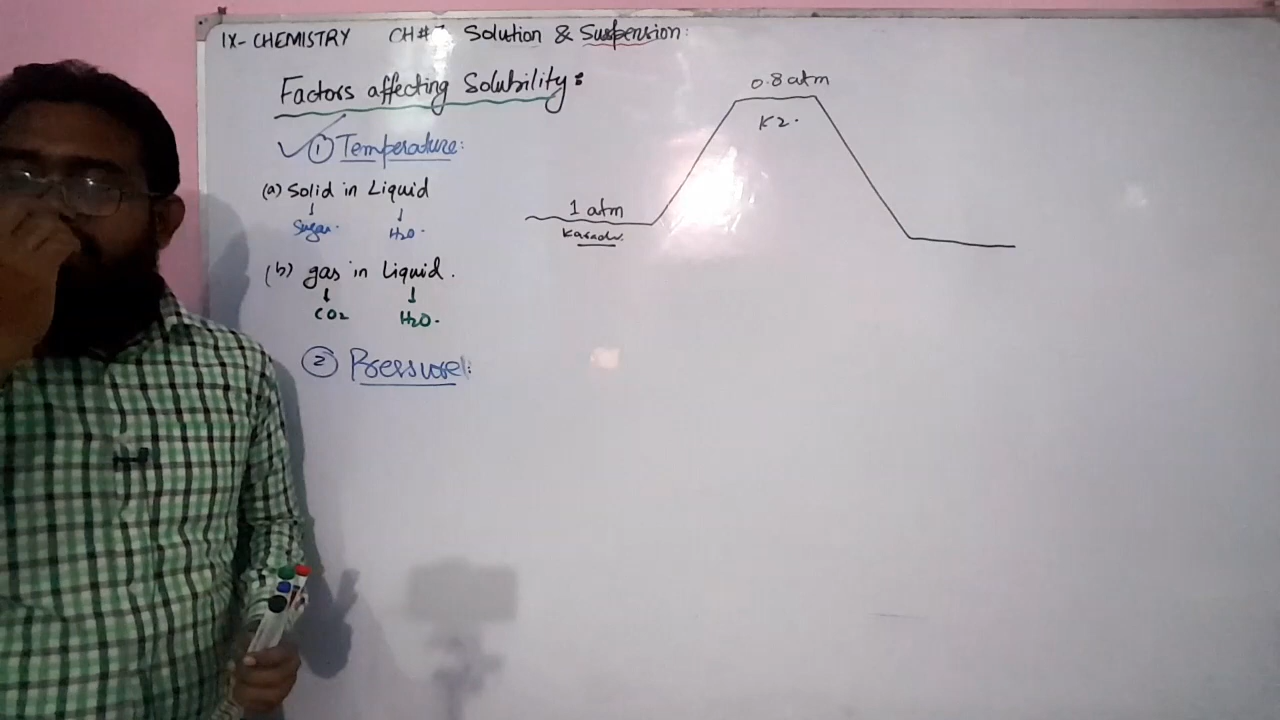 IX- CHEMISTRY CH# Solution & Suspension:
Factors affecting Solubility:
① Temperature:
(a) Solid in Liquid
Sugar. H2O.
(b) gas in Liquid.
CO2 H2O.
② Pressure:
0.8 atm
K2.
1 atm